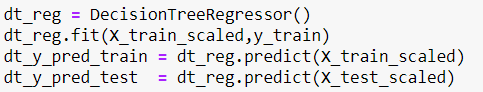 dt_reg = DecisionTreeRegressor()
dt_reg.fit(X_train_scaled,y_train)
dt_y_pred_train = dt_reg.predict(X_train_scaled)
dt_y_pred_test  = dt_reg.predict(X_test_scaled)